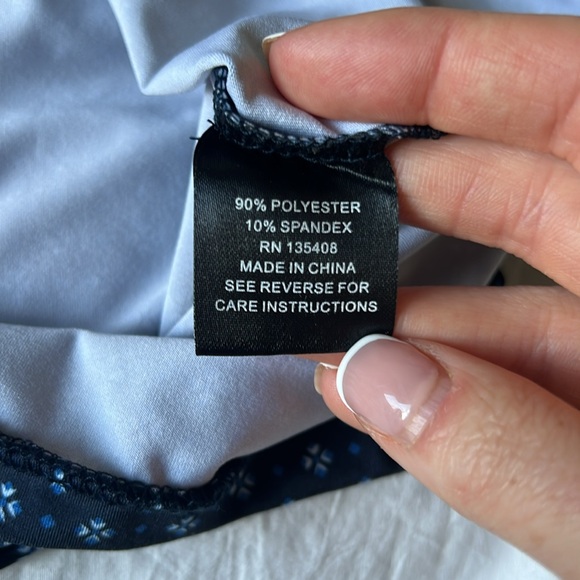 90% POLYESTER
10% SPANDEX
RN 135408
MADE IN CHINA
SEE REVERSE FOR
CARE INSTRUCTIONS